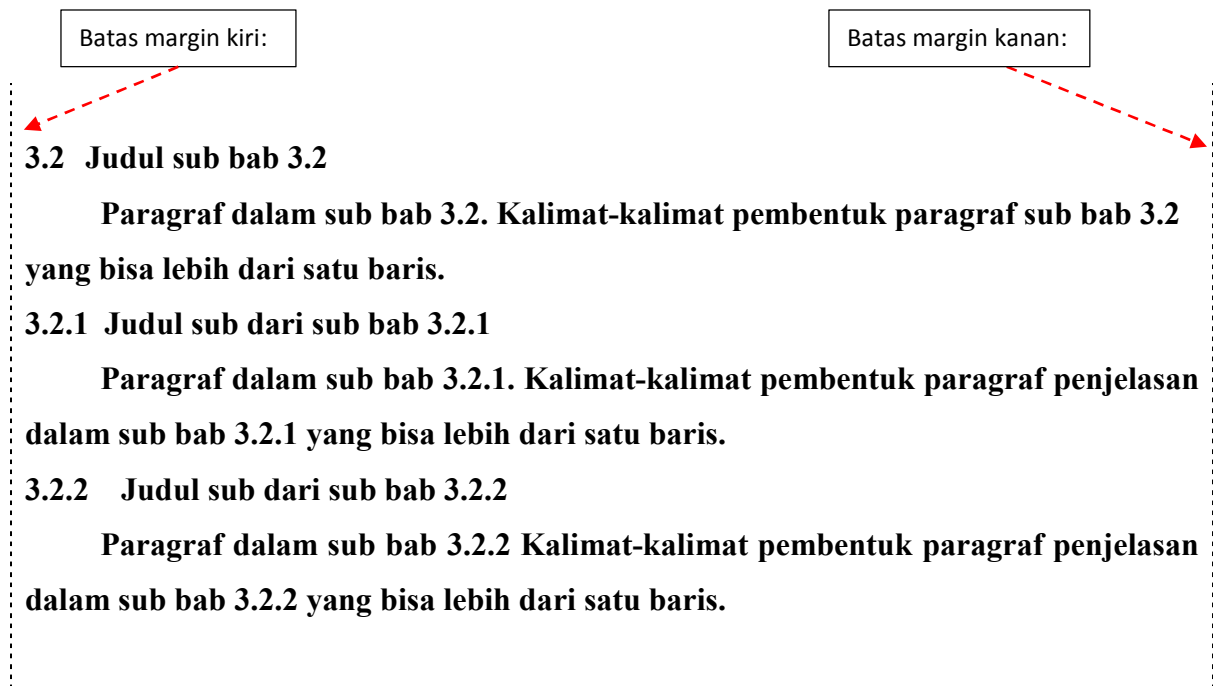 Batas margin kiri:
Batas margin kanan:
3.2 Judul sub bab 3.2
Paragraf dalam sub bab 3.2. Kalimat-kalimat pembentuk paragraf sub bab 3.2
yang bisa lebih dari satu baris.
3.2.1 Judul sub dari sub bab 3.2.1
Paragraf dalam sub bab 3.2.1. Kalimat-kalimat pembentuk paragraf penjelasan
dalam sub bab 3.2.1 yang bisa lebih dari satu baris.
3.2.2 Judul sub dari sub bab 3.2.2
Paragraf dalam sub bab 3.2.2 Kalimat-kalimat pembentuk paragraf penjelasan
dalam sub bab 3.2.2 yang bisa lebih dari satu baris.